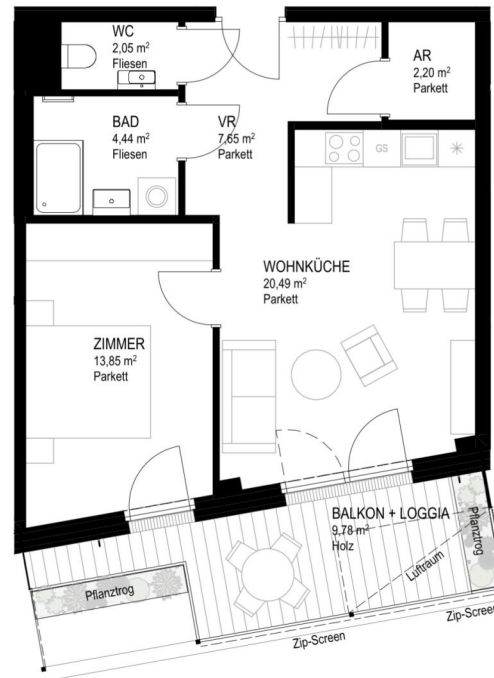 WC
2,05 m²
Fliesen
AR
2,20 m²
Parkett
BAD
4,44 m²
Fliesen
VR
7,65 m²
Parkett
GS
WOHNKÜCHE
20,49 m²
Parkett
ZIMMER
13,85 m²
Parkett
BALKON + LOGGIA
9,78 m²
Holz
Pflanztrog
Luftraum
Pflanztrog
Zip-Screen
Zip-Screen